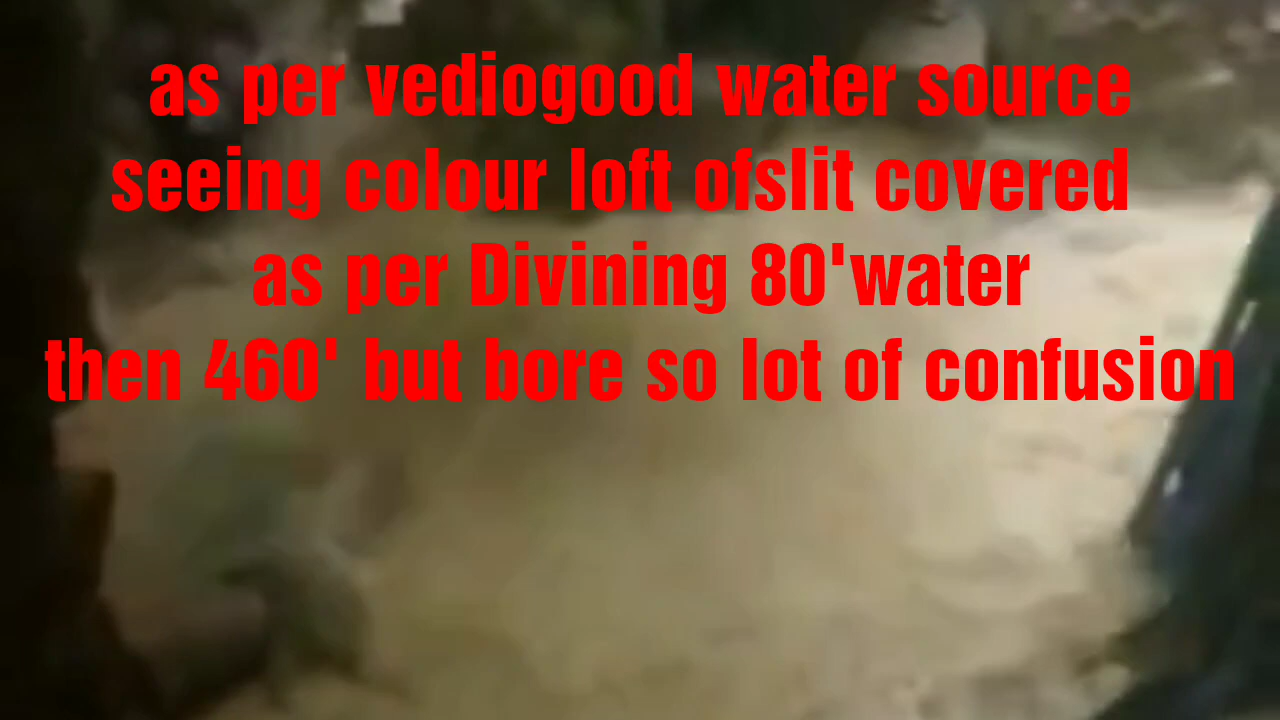 as per vediogood water source
seeing colour loft ofslit covered
as per Divining 80'water
then 460' but bore so lot of confusion